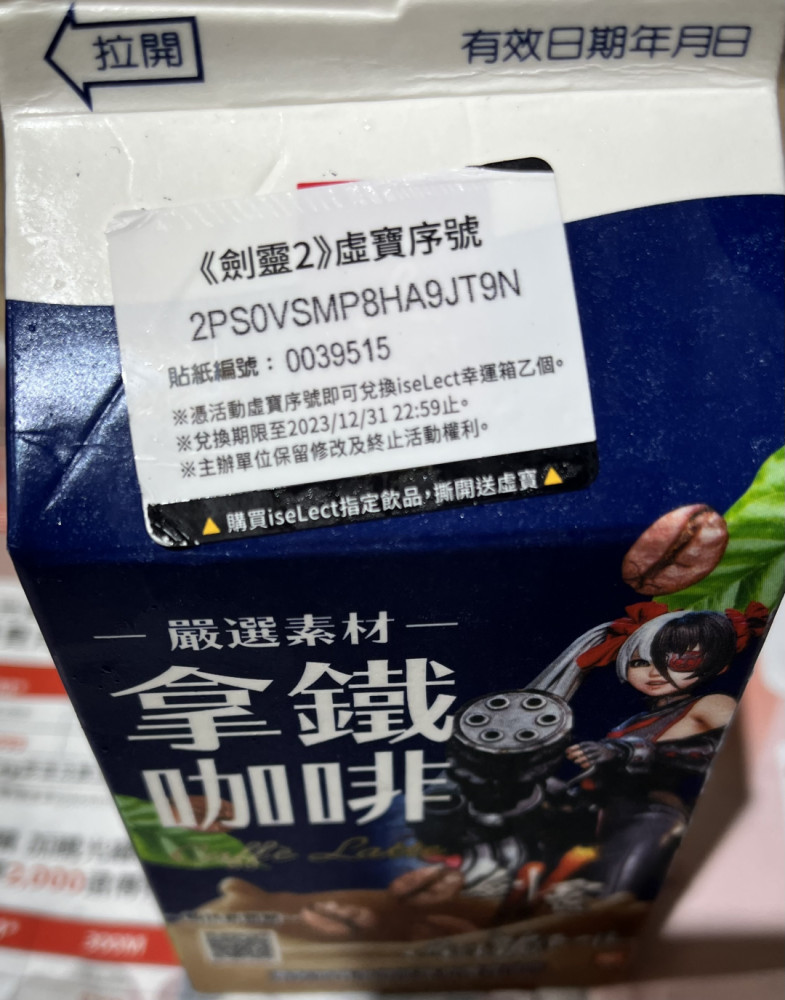 拉開
有效日期年月日
《劍靈2》虛寶序號
2PS0VSMP8HA9JT9N
貼紙編號：0039515
※憑活動虛寶序號即可兌換iseLect幸運箱乙個。
※兌換期限至2023/12/31 22:59止。
※主辦單位保留修改及終止活動權利。
▲購買iseLect指定飲品，撕開送虛寶▲
嚴選素材
拿鐵
咖啡
Caffè Latte
2,000
300M